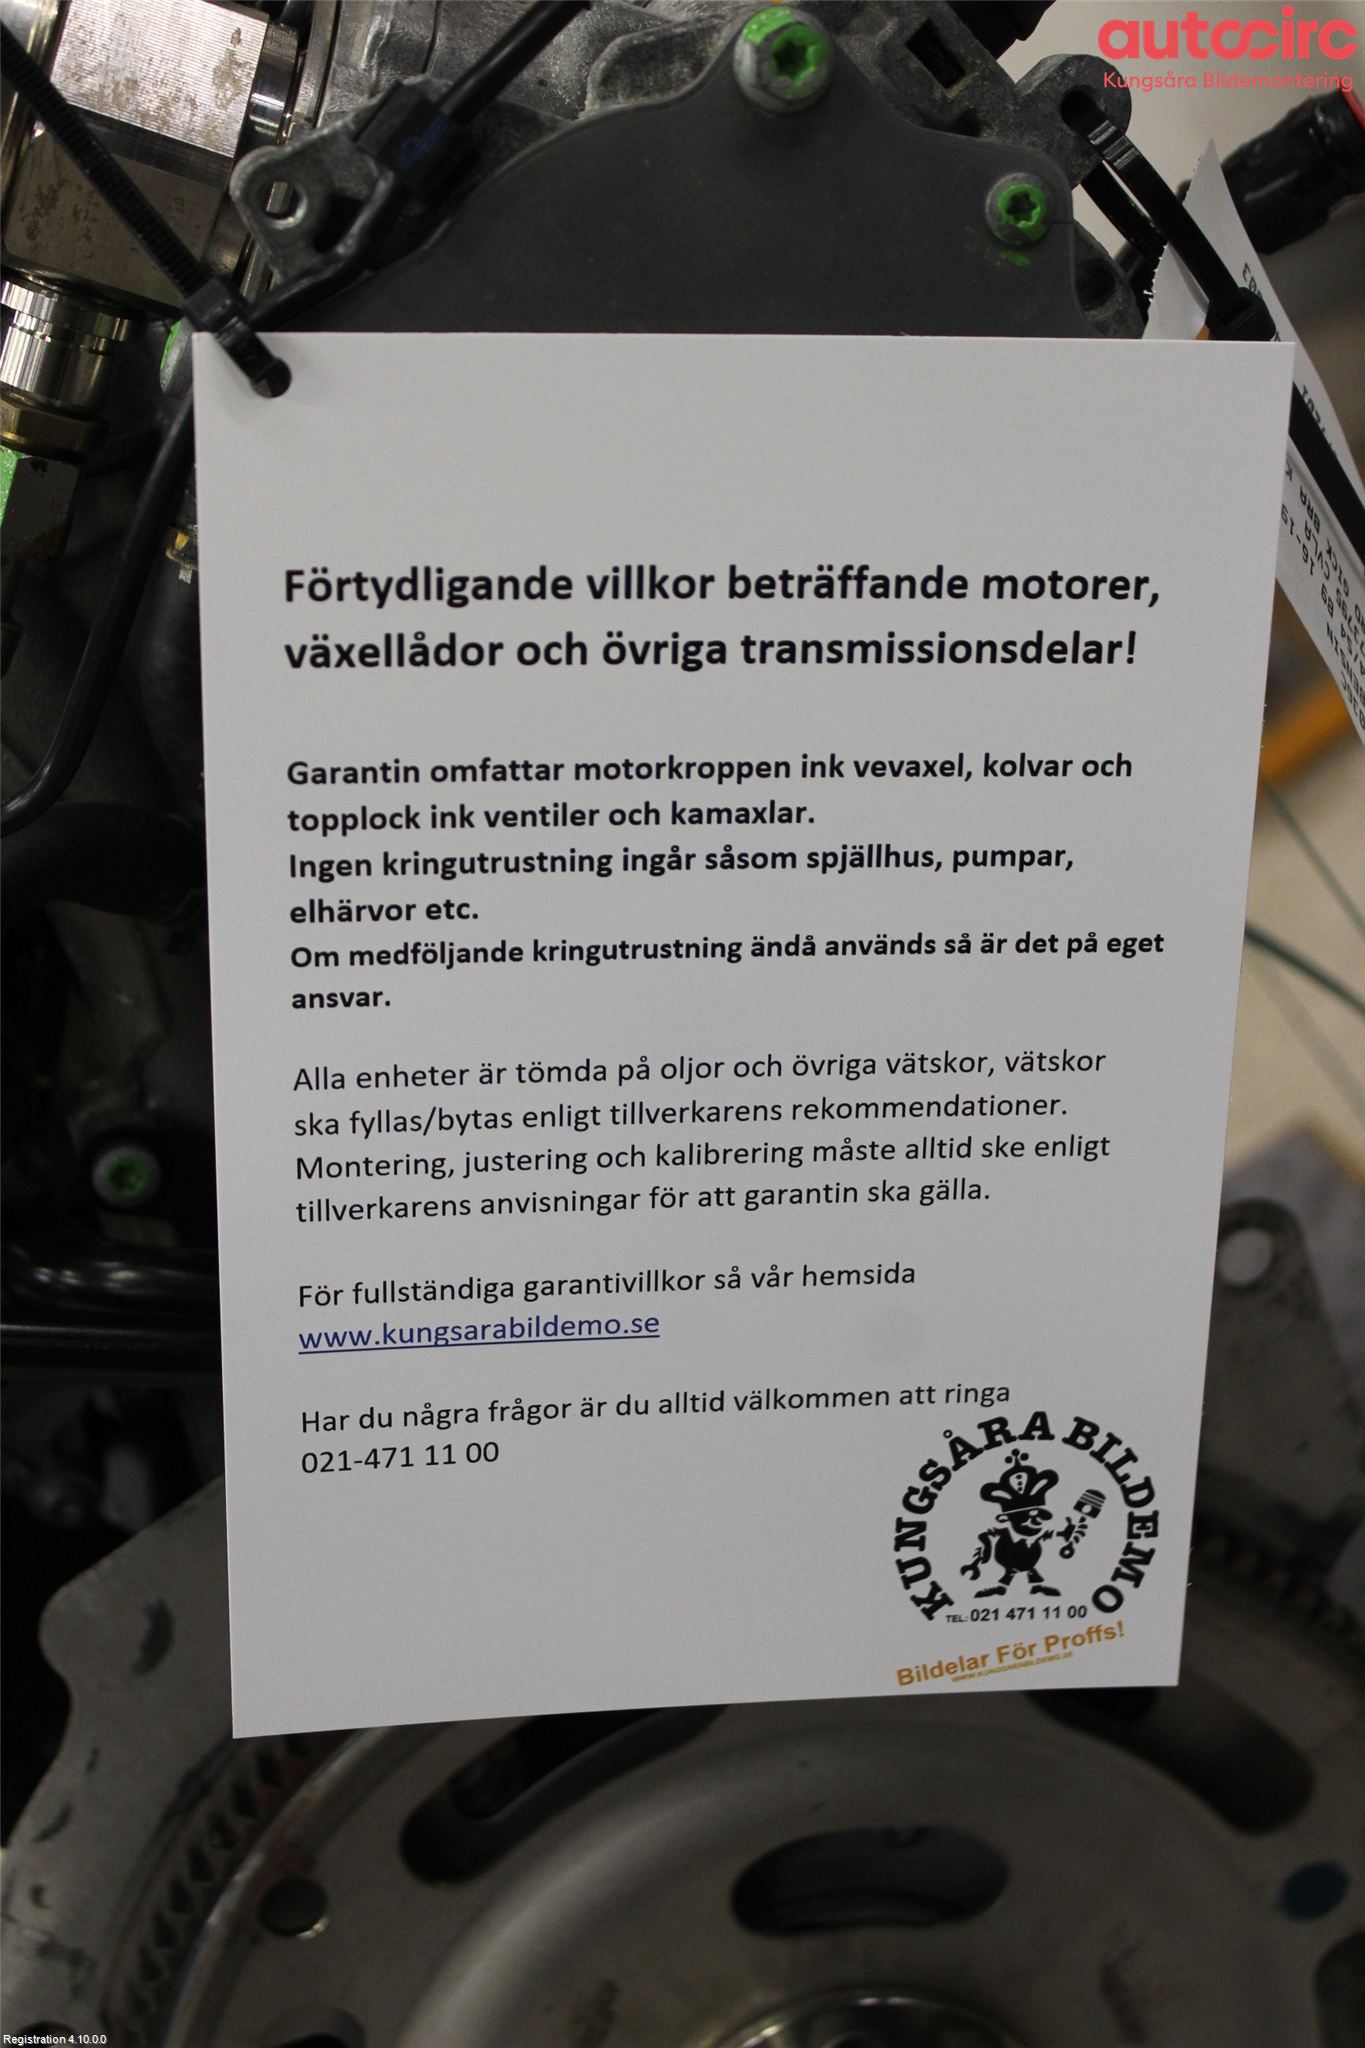 autocirc
Kungsåra Bildemontering
Förtydligande villkor beträffande motorer,
växellådor och övriga transmissionsdelar!
Garantin omfattar motorkroppen ink vevaxel, kolvar och
topplock ink ventiler och kamaxlar.
Ingen kringutrustning ingår såsom spjällhus, pumpar,
elhärvor etc.
Om medföljande kringutrustning ändå används så är det på eget
ansvar.
Alla enheter är tömda på oljor och övriga vätskor, vätskor
ska fyllas/bytas enligt tillverkarens rekommendationer.
Montering, justering och kalibrering måste alltid ske enligt
tillverkarens anvisningar för att garantin ska gälla.
För fullständiga garantivillkor så vår hemsida
www.kungsarabildemo.se
Har du några frågor är du alltid välkommen att ringa
021-471 11 00
KUNGSÅRA BILDEMO
TEL: 021 471 11 00
Bildelar För Proffs!
WWW.KUNGSARABILDEMO.SE
Registration 4.10.0.0